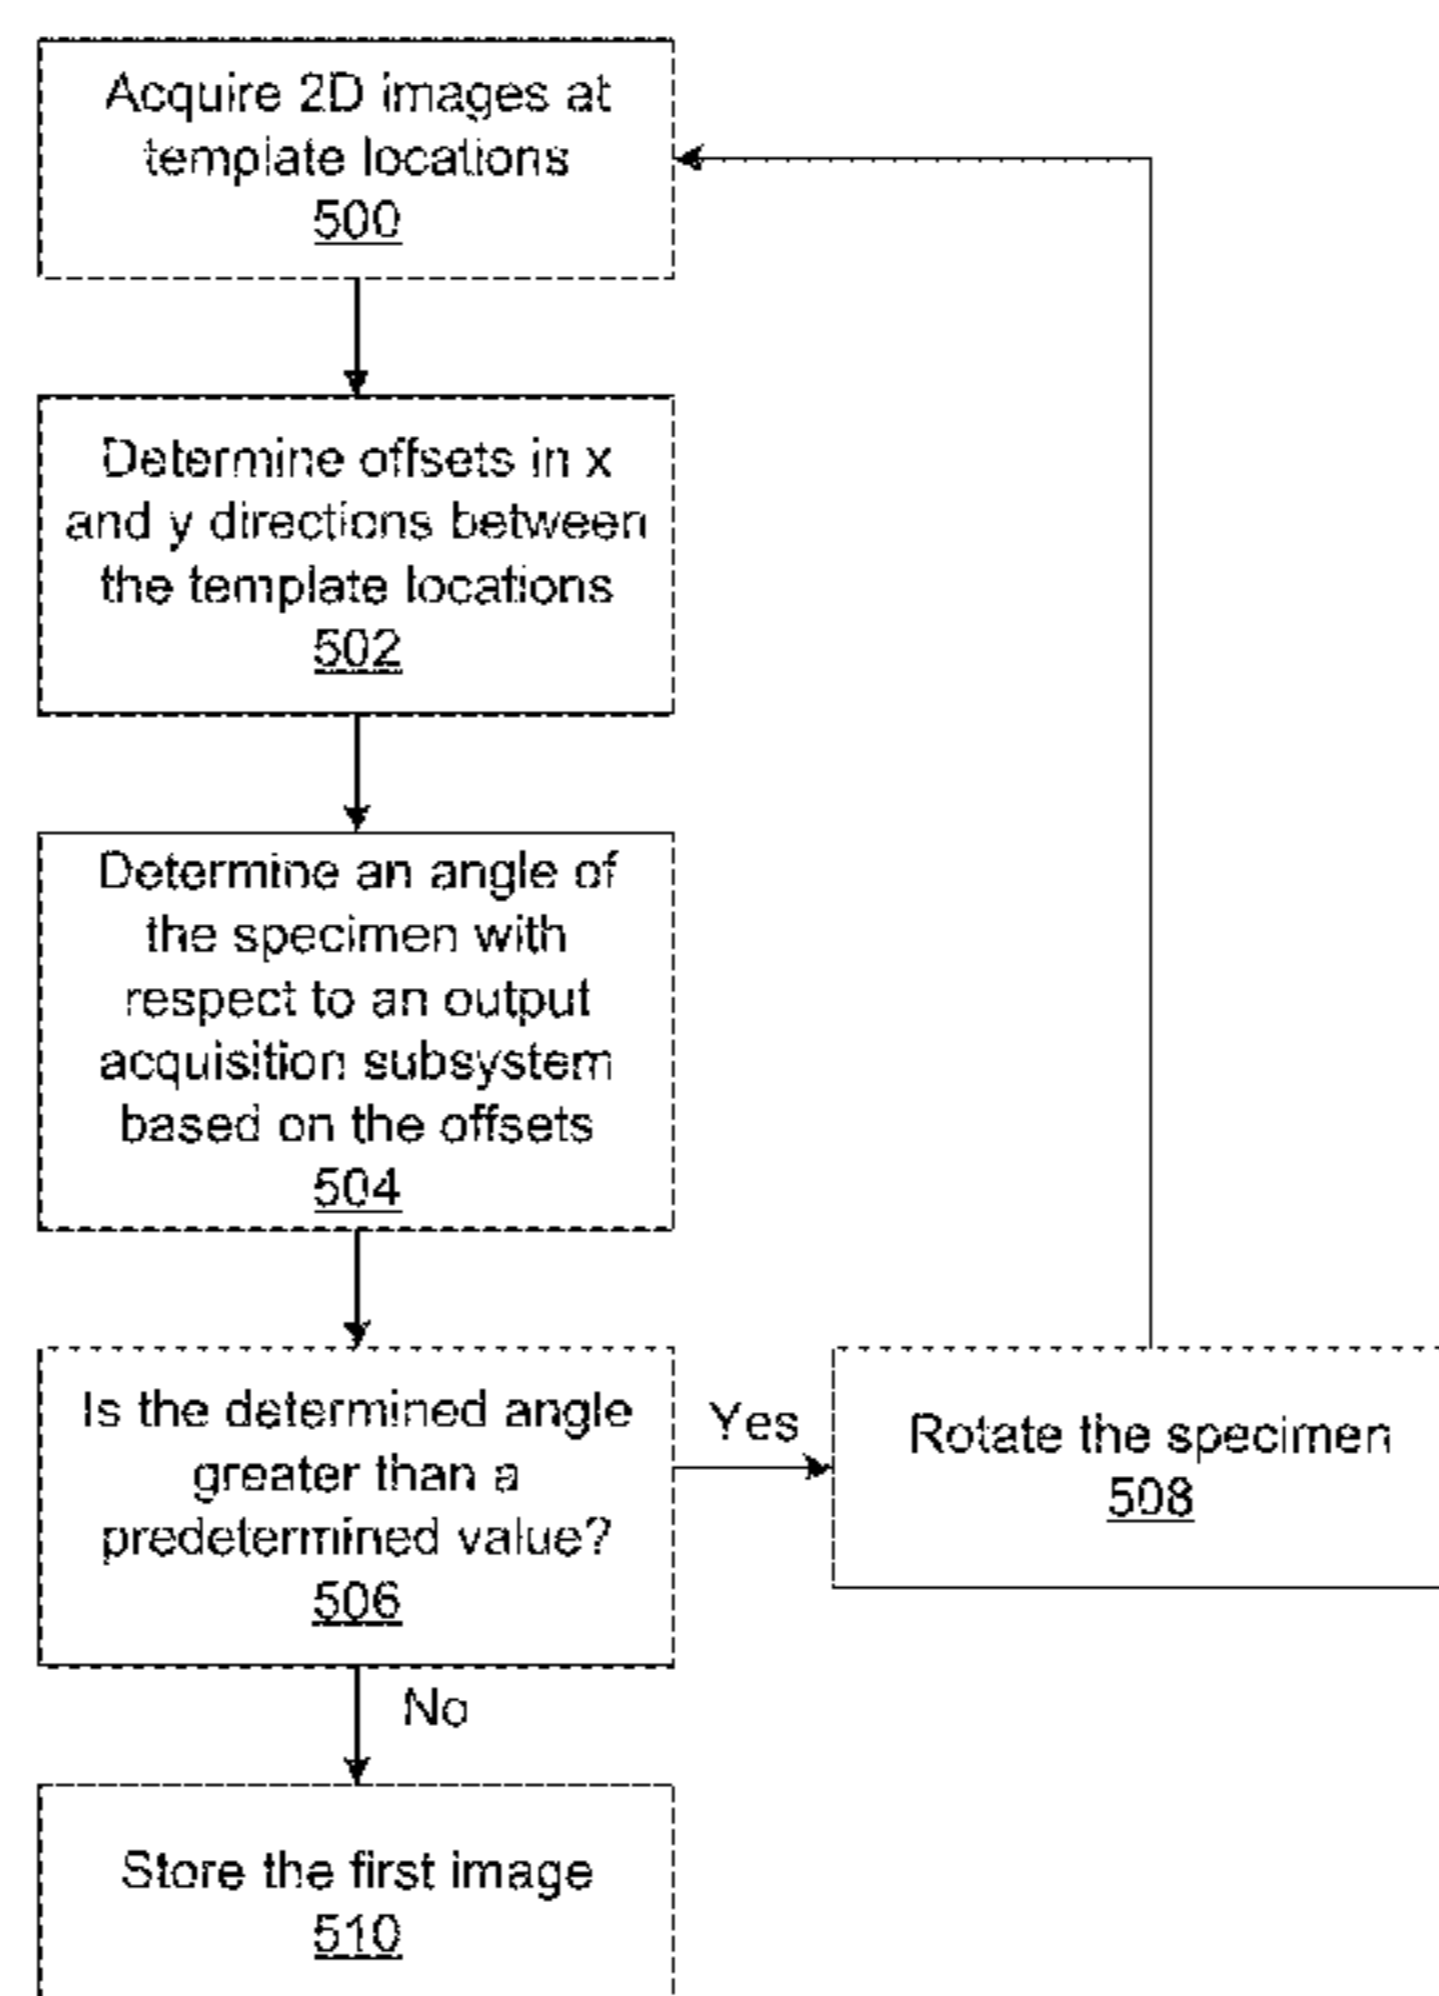 Acquire 2D images at
template locations
500
Determine offsets in x
and y directions between
the template locations
502
Determine an angle of
the specimen with
respect to an output
acquisition subsystem
based on the offsets
504
Is the determined angle
greater than a
predetermined value?
506
Yes
Rotate the specimen
508
No
Store the first image
510